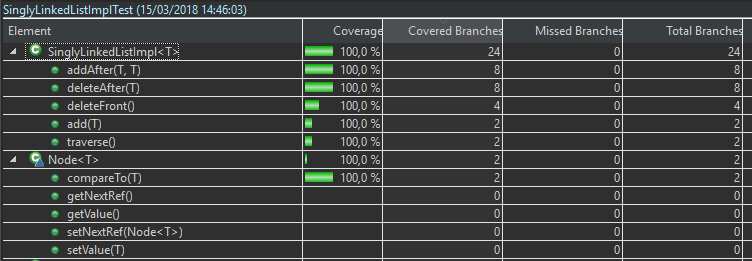 SinglyLinkedListImplTest (15/03/2018 14:46:03)
Element Coverage Covered Branches Missed Branches Total Branches
SinglyLinkedListImpl<T> 100,0 % 24 0 24
addAfter(T, T) 100,0 % 8 0 8
deleteAfter(T) 100,0 % 8 0 8
deleteFront() 100,0 % 4 0 4
add(T) 100,0 % 2 0 2
traverse() 100,0 % 2 0 2
Node<T> 100,0 % 2 0 2
compareTo(T) 100,0 % 2 0 2
getNextRef() 0 0 0
getValue() 0 0 0
setNextRef(Node<T>) 0 0 0
setValue(T) 0 0 0